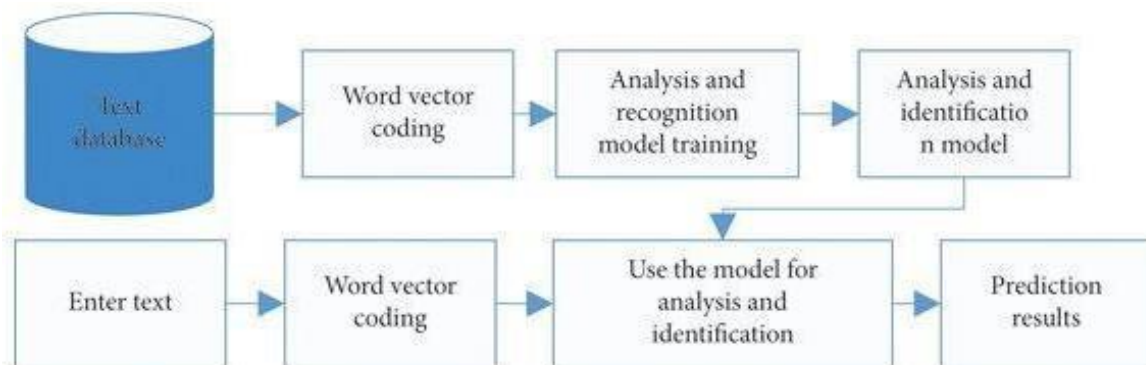 Text
database
Word vector
coding
Analysis and
recognition
model training
Analysis and
identificatio
n model
Enter text
Word vector
coding
Use the model for
analysis and
identification
Prediction
results